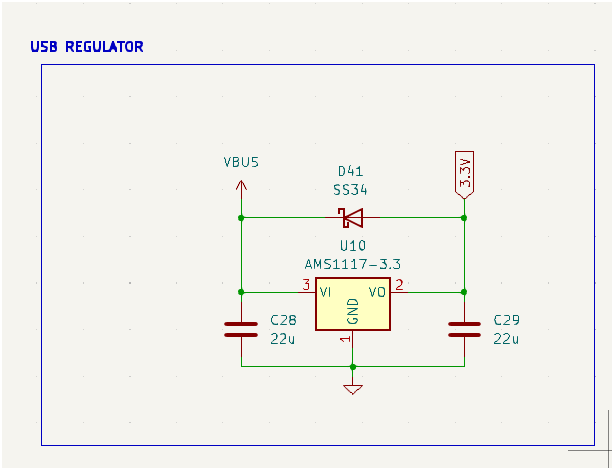 USB REGULATOR
VBUS
D41
SS34
3.3V
U10
AMS1117-3.3
3
VI
VO
2
GND
1
C28
22u
C29
22u